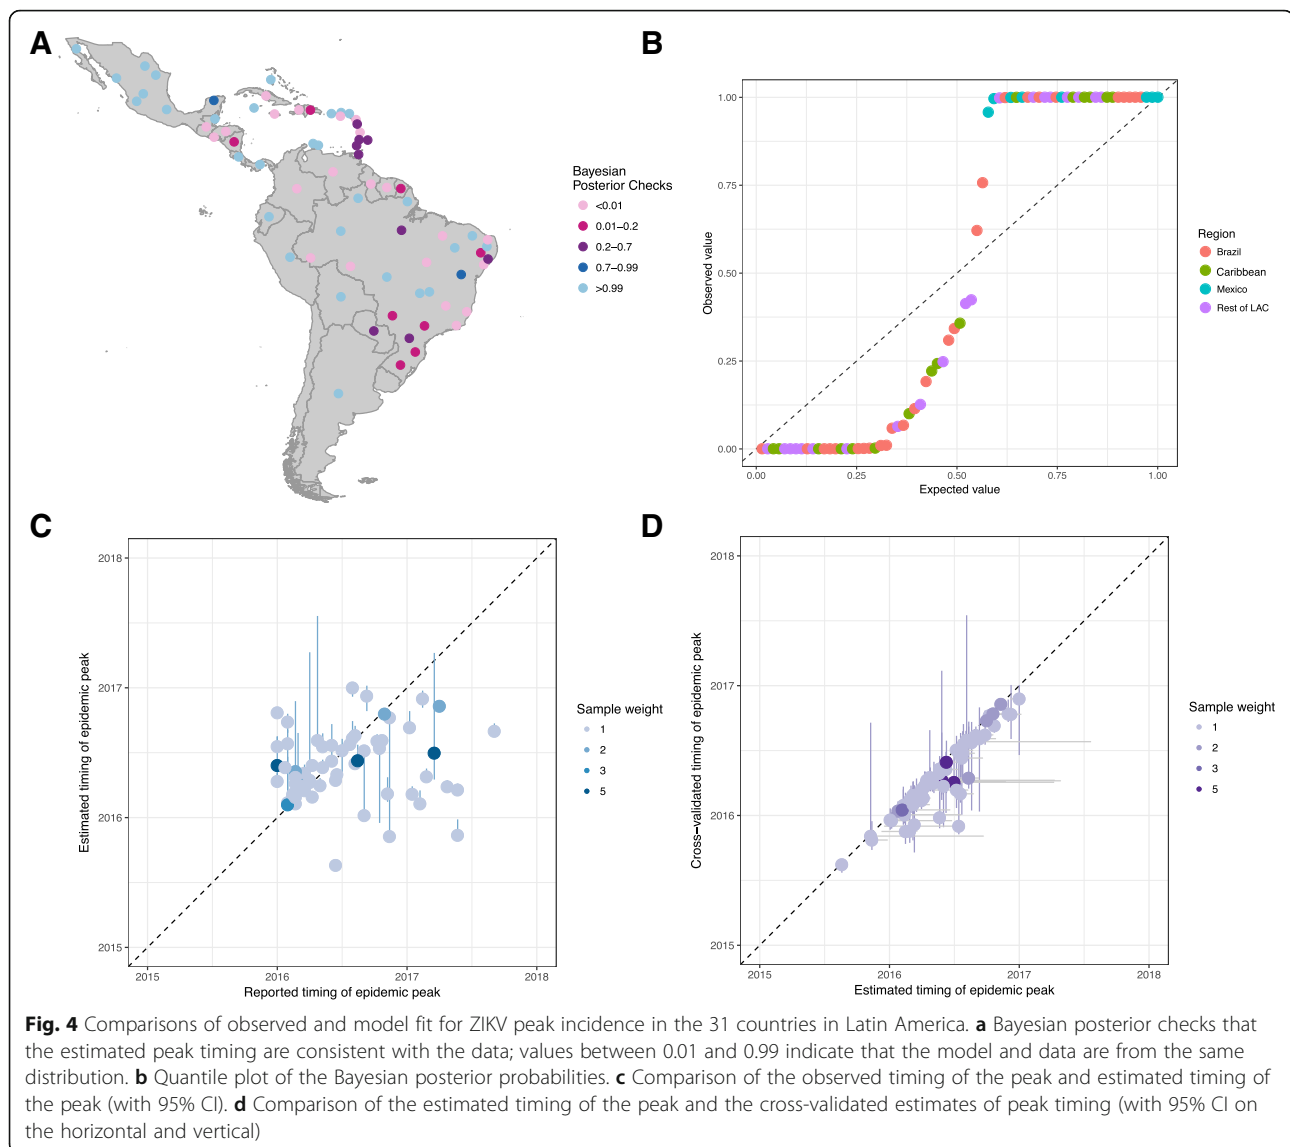 A
Bayesian
Posterior Checks
<0.01
0.01–0.2
0.2–0.7
0.7–0.99
>0.99
B
1.00
0.75
0.50
0.25
0.00
Observed value
0.00 0.25 0.50 0.75 1.00
Expected value
Region
Brazil
Caribbean
Mexico
Rest of LAC
C
2018
2017
2016
2015
Estimated timing of epidemic peak
2015 2016 2017 2018
Reported timing of epidemic peak
Sample weight
1
2
3
5
D
2018
2017
2016
2015
Cross−validated timing of epidemic peak
2015 2016 2017 2018
Estimated timing of epidemic peak
Sample weight
1
2
3
5
Fig. 4 Comparisons of observed and model fit for ZIKV peak incidence in the 31 countries in Latin America. a Bayesian posterior checks that
the estimated peak timing are consistent with the data; values between 0.01 and 0.99 indicate that the model and data are from the same
distribution. b Quantile plot of the Bayesian posterior probabilities. c Comparison of the observed timing of the peak and estimated timing of
the peak (with 95% CI). d Comparison of the estimated timing of the peak and the cross-validated estimates of peak timing (with 95% CI on
the horizontal and vertical)